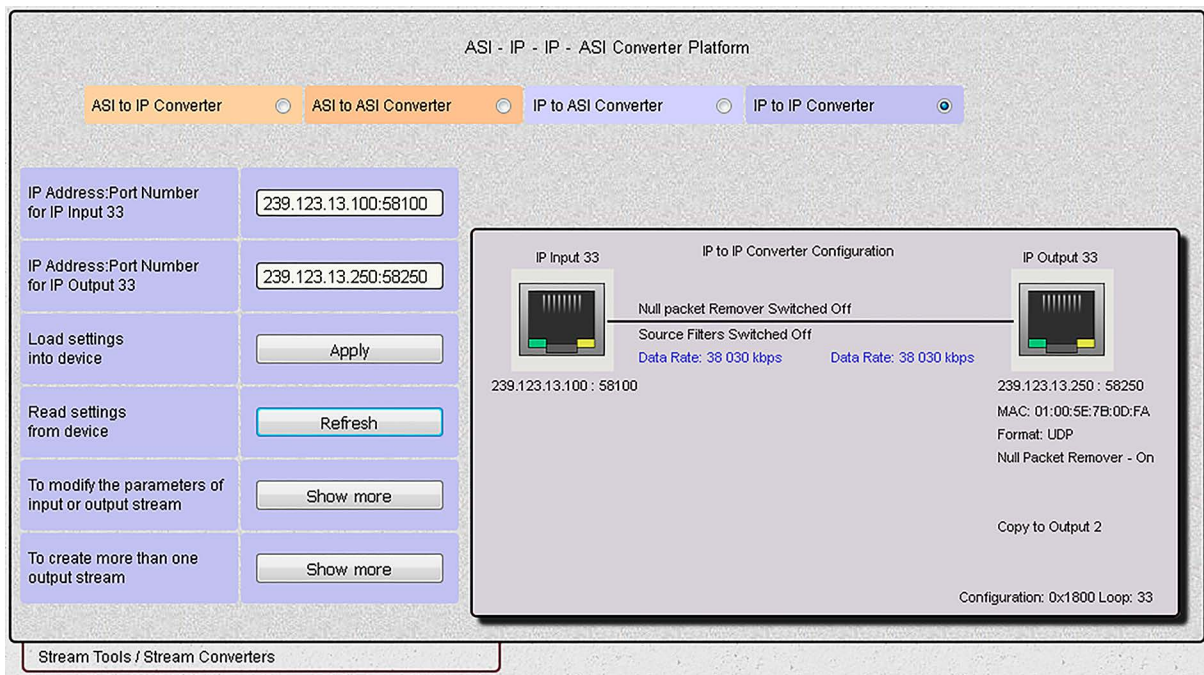 ASI - IP - IP - ASI Converter Platform
ASI to IP Converter
ASI to ASI Converter
IP to ASI Converter
IP to IP Converter
IP Address:Port Number
for IP Input 33
239.123.13.100:58100
IP Address:Port Number
for IP Output 33
239.123.13.250:58250
Load settings
into device
Apply
Read settings
from device
Refresh
To modify the parameters of
input or output stream
Show more
To create more than one
output stream
Show more
IP to IP Converter Configuration
IP Input 33
IP Output 33
Null packet Remover Switched Off
Source Filters Switched Off
Data Rate: 38 030 kbps
Data Rate: 38 030 kbps
239.123.13.100 : 58100
239.123.13.250 : 58250
MAC: 01:00:5E:7B:0D:FA
Format: UDP
Null Packet Remover - On
Copy to Output 2
Configuration: 0x1800 Loop: 33
Stream Tools / Stream Converters